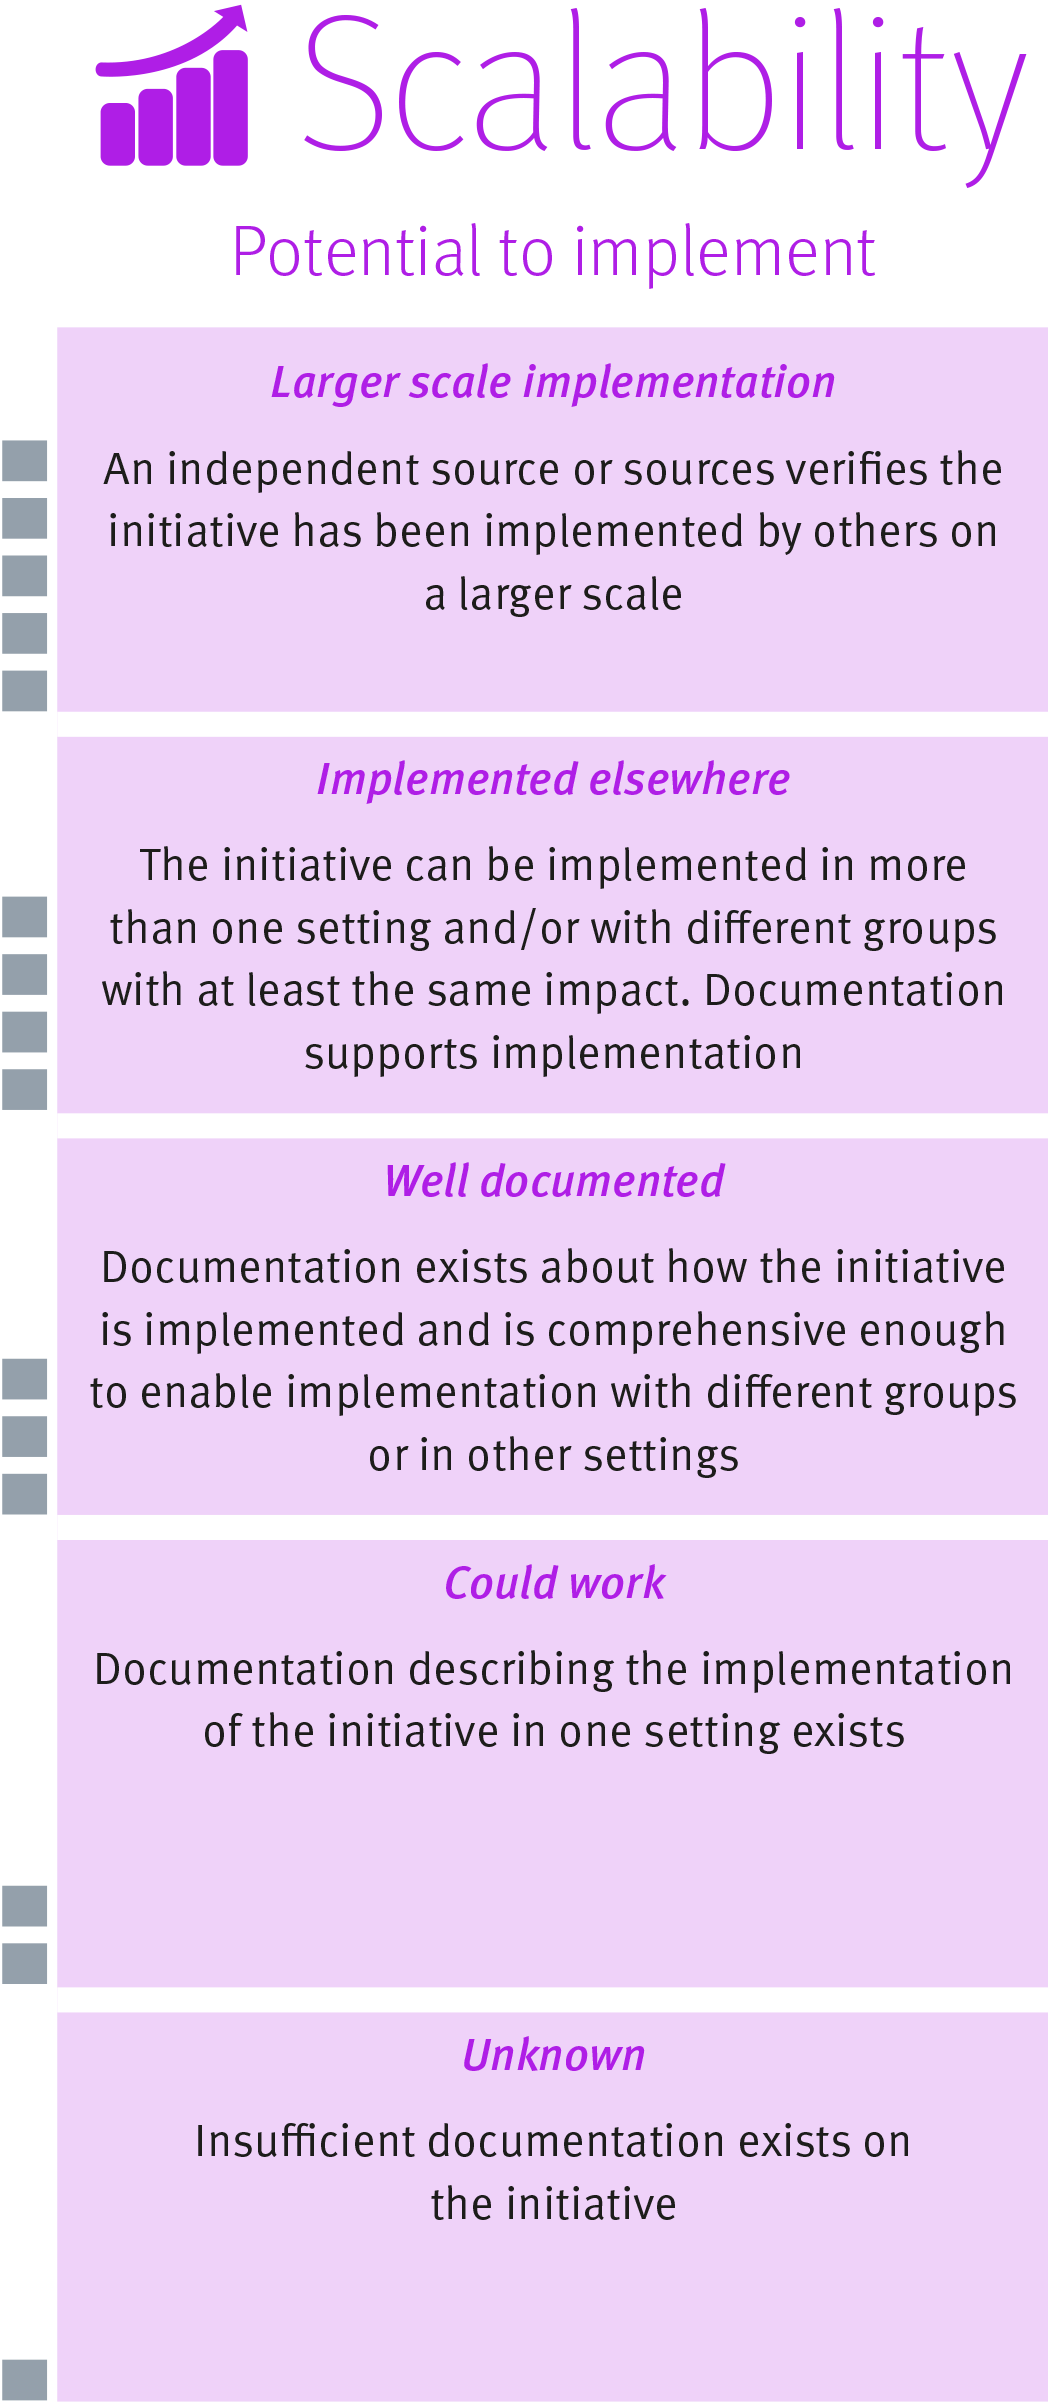 Scalability
Potential to implement
Larger scale implementation
An independent source or sources verifies the
initiative has been implemented by others on
a larger scale
Implemented elsewhere
The initiative can be implemented in more
than one setting and/or with different groups
with at least the same impact. Documentation
supports implementation
Well documented
Documentation exists about how the initiative
is implemented and is comprehensive enough
to enable implementation with different groups
or in other settings
Could work
Documentation describing the implementation
of the initiative in one setting exists
Unknown
Insufficient documentation exists on
the initiative